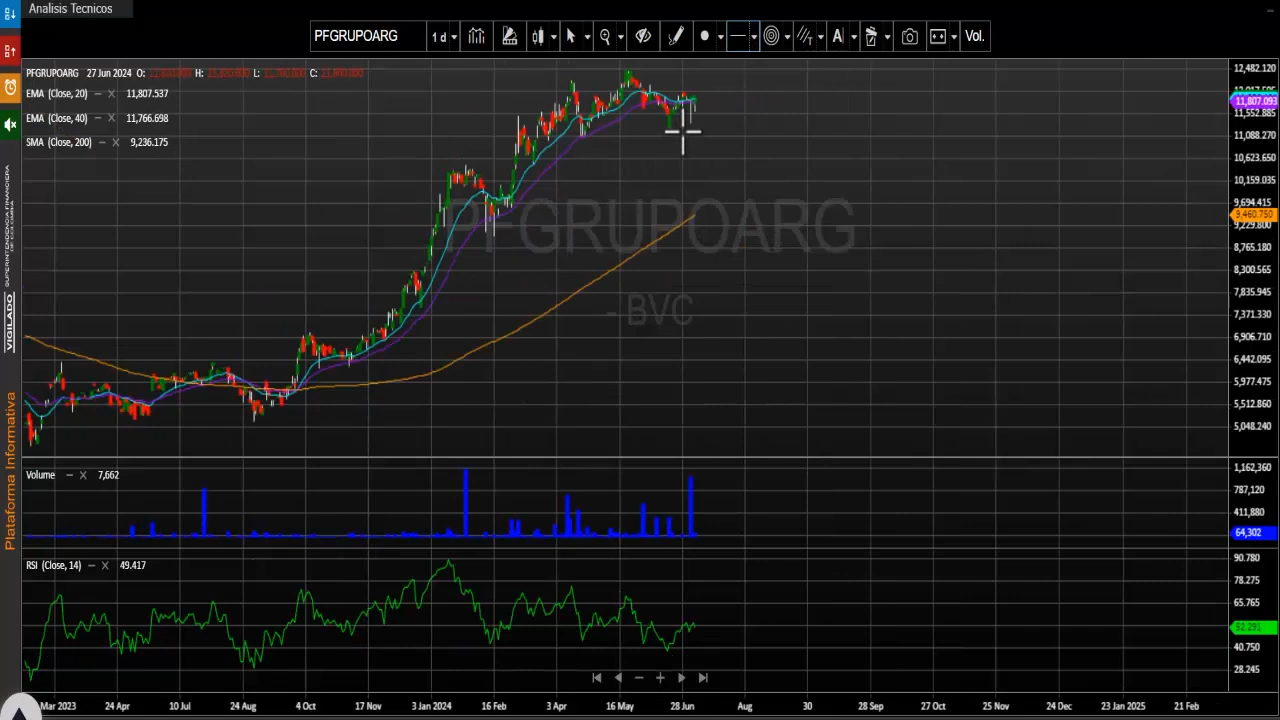 Analisis Tecnicos
PFGRUPOARG
1 d
A
Vol.
PFGRUPOARG 27 Jun 2024 O: H: L: C:
EMA (Close, 20) – X 11,807.537
EMA (Close, 40) – X 11,766.698
SMA (Close, 200) – X 9,236.175
PFGRUPOARG
- BVC
12,482.120
11,807.093
11,552.885
11,088.270
10,623.650
10,159.035
9,694.415
9,460.750
9,229.800
8,765.180
8,300.565
7,835.945
7,371.330
6,906.710
6,442.095
5,977.475
5,512.860
5,048.240
Volume – X 7,662
1,162,360
787,120
411,880
64,302
RSI (Close, 14) – X 49.417
90.780
78.275
65.765
52.291
40.750
28.245
Mar 2023 24 Apr 10 Jul 24 Aug 4 Oct 17 Nov 3 Jan 2024 16 Feb 3 Apr 16 May 28 Jun Aug 30 28 Sep 27 Oct 25 Nov 24 Dec 23 Jan 2025 21 Feb
VIGILADO
Plataforma Informativa